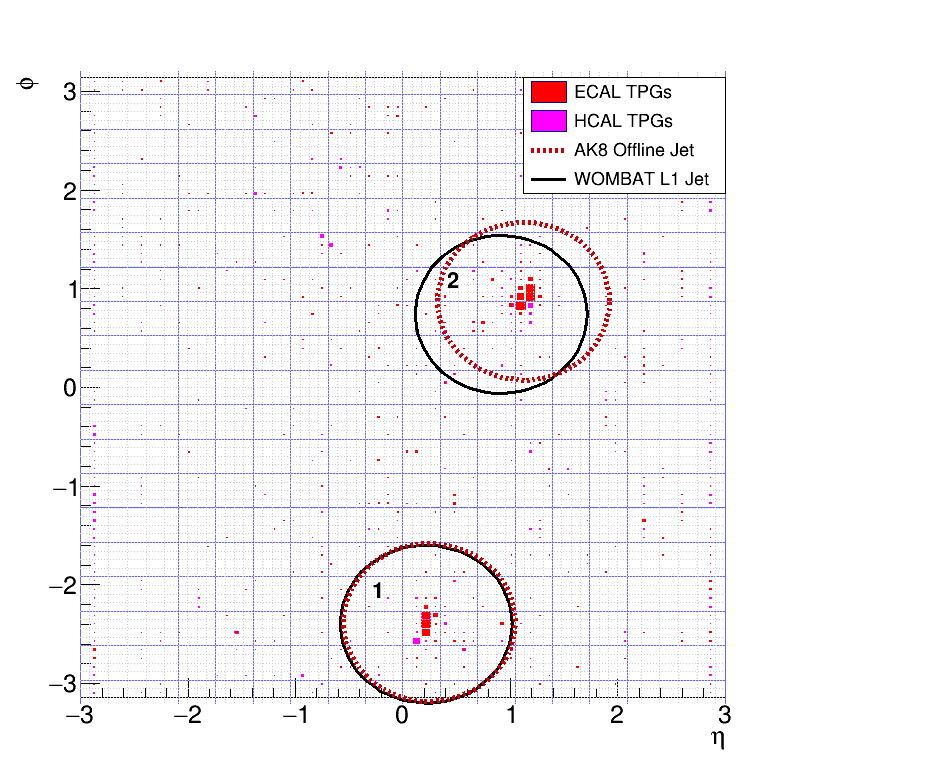 φ
3
2
1
0
−1
−2
−3
ECAL TPGs
HCAL TPGs
AK8 Offline Jet
WOMBAT L1 Jet
2
1
−3 −2 −1 0 1 2 3
η